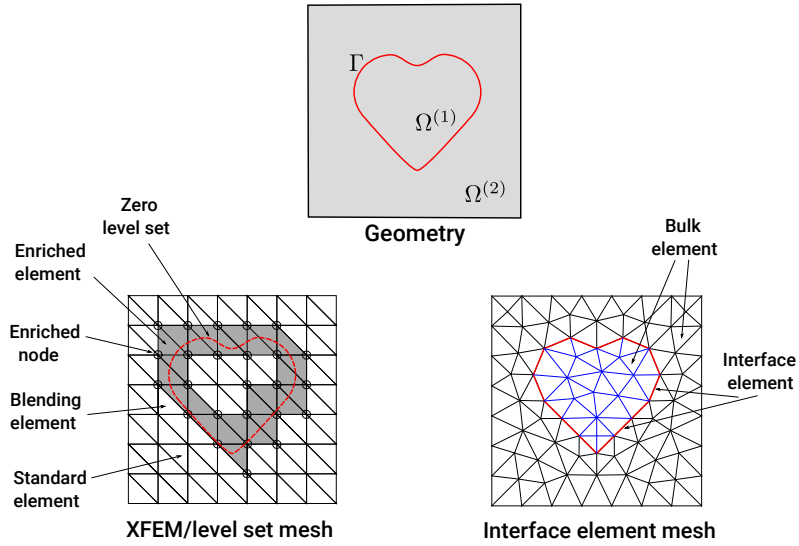 Γ
Ω(1)
Ω(2)
Geometry
Zero
level set
Enriched
element
Enriched
node
Blending
element
Standard
element
XFEM/level set mesh
Bulk
element
Interface
element
Interface element mesh